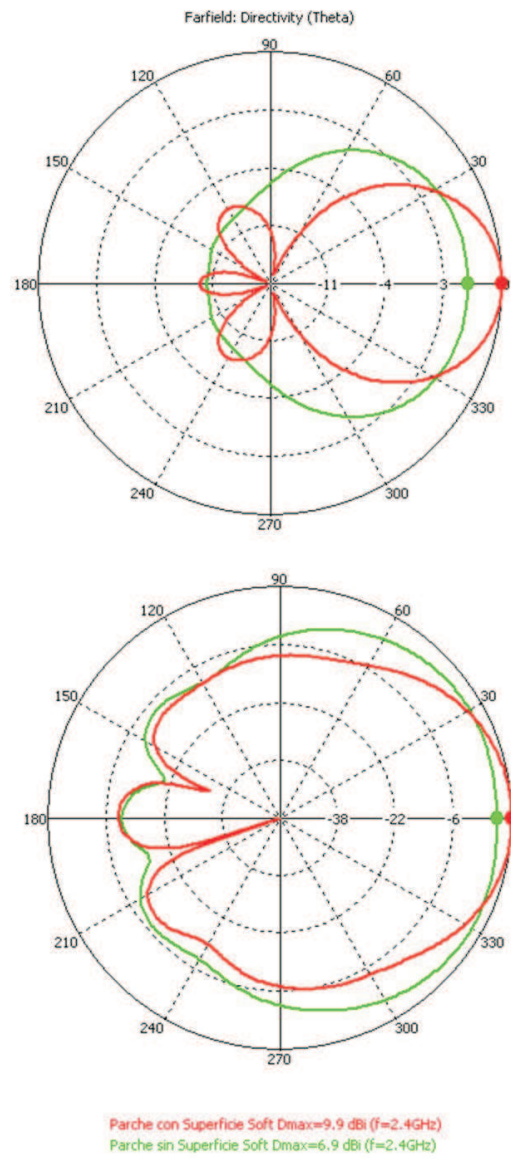 Farfield: Directivity (Theta)
90
120 60
150 30
180 -11 -4 3
210 330
240 300
270
90
120 60
150 30
180 -38 -22 -6
210 330
240 300
270
Parche con Superficie Soft Dmax=9.9 dBi (f=2.4GHz)
Parche sin Superficie Soft Dmax=6.9 dBi (f=2.4GHz)